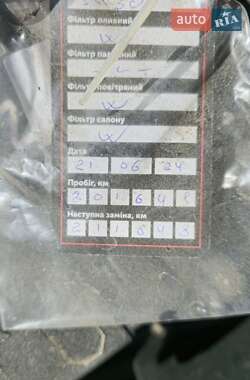 auto RIA
Фільтр оливний
Фільтр паливний
Фільтр повітряний
Фільтр салону
Дата
21 06 24
Пробіг, км
2 0 1 6 4 8
Наступна заміна, км
2 1 1 6 4 8